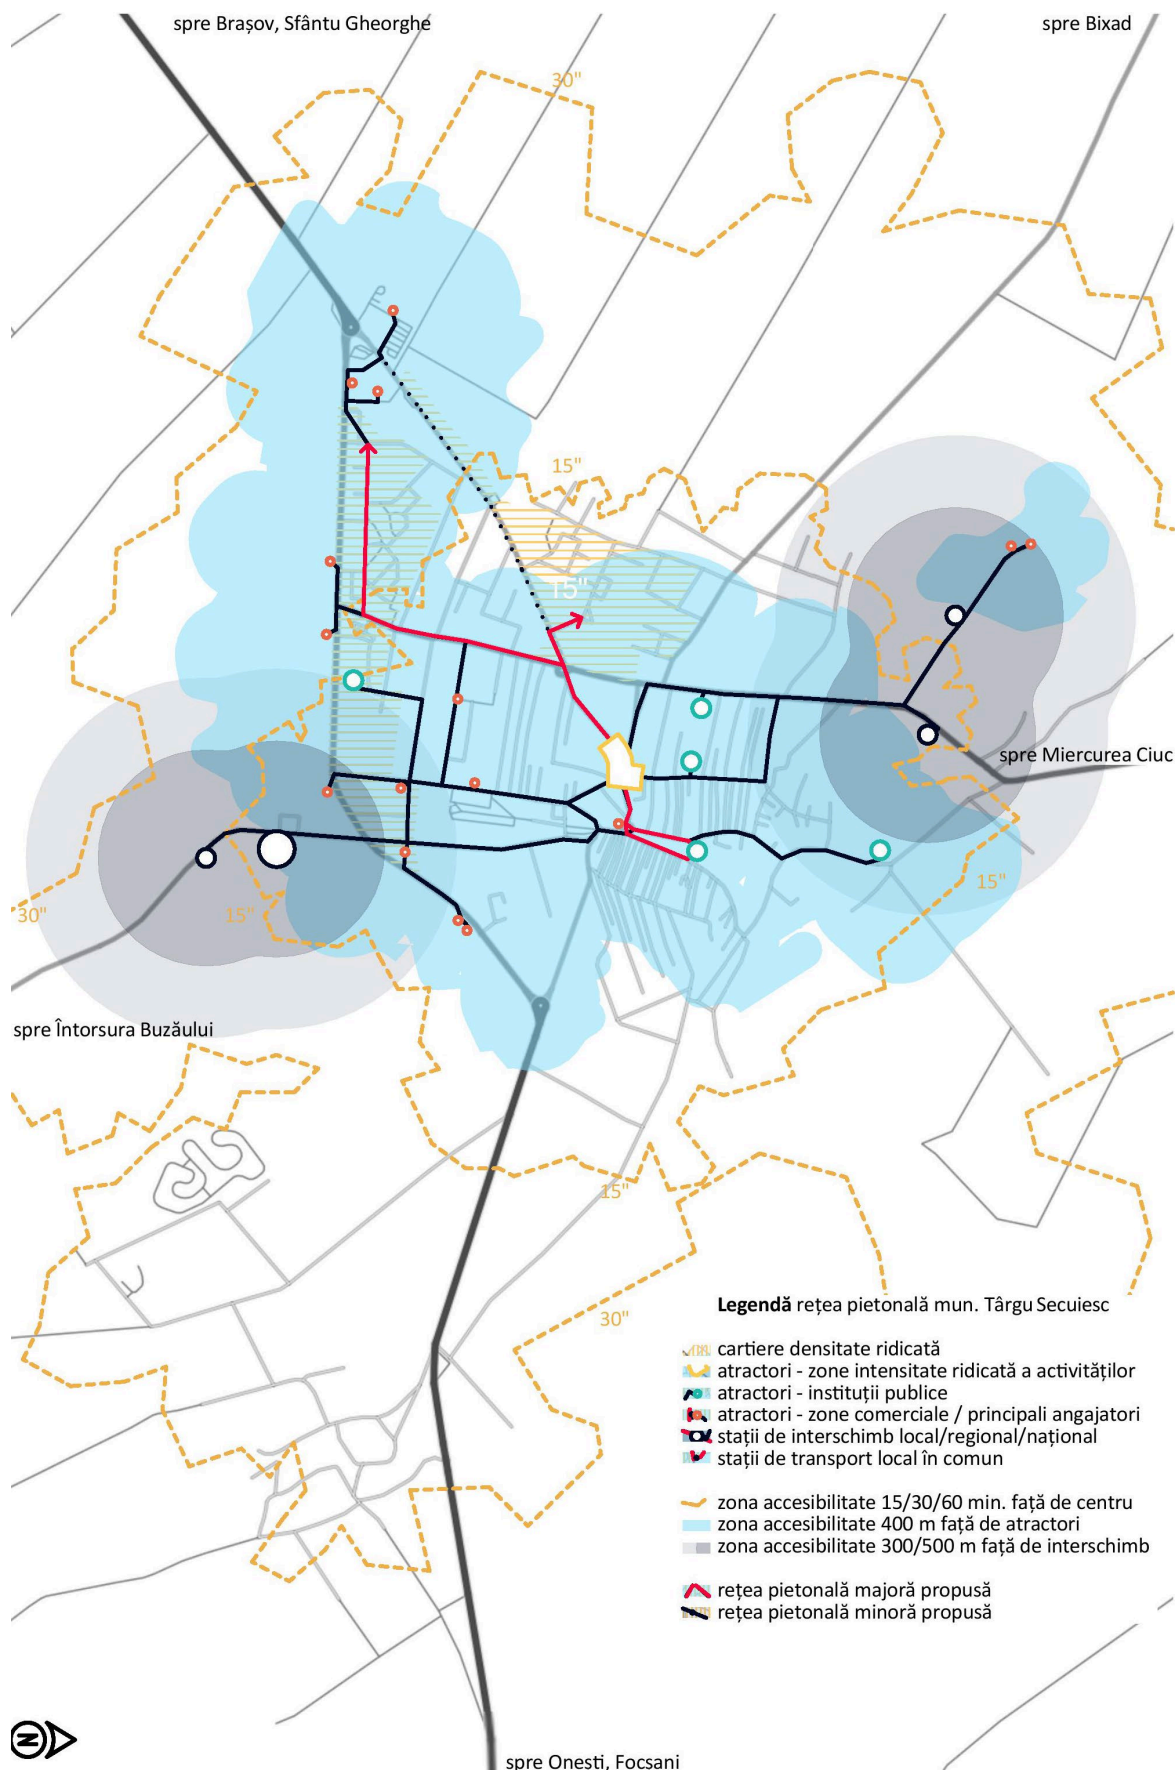 spre Brașov, Sfântu Gheorghe
spre Bixad
30"
15"
15"
spre Miercurea Ciuc
15"
30"
15"
spre Întorsura Buzăului
15"
30"
Legendă rețea pietonală mun. Târgu Secuiesc
cartiere densitate ridicată
atractori - zone intensitate ridicată a activităților
atractori - instituții publice
atractori - zone comerciale / principali angajatori
stații de interschimb local/regional/național
stații de transport local în comun
zona accesibilitate 15/30/60 min. față de centru
zona accesibilitate 400 m față de atractori
zona accesibilitate 300/500 m față de interschimb
rețea pietonală majoră propusă
rețea pietonală minoră propusă
N
spre Onești, Focșani